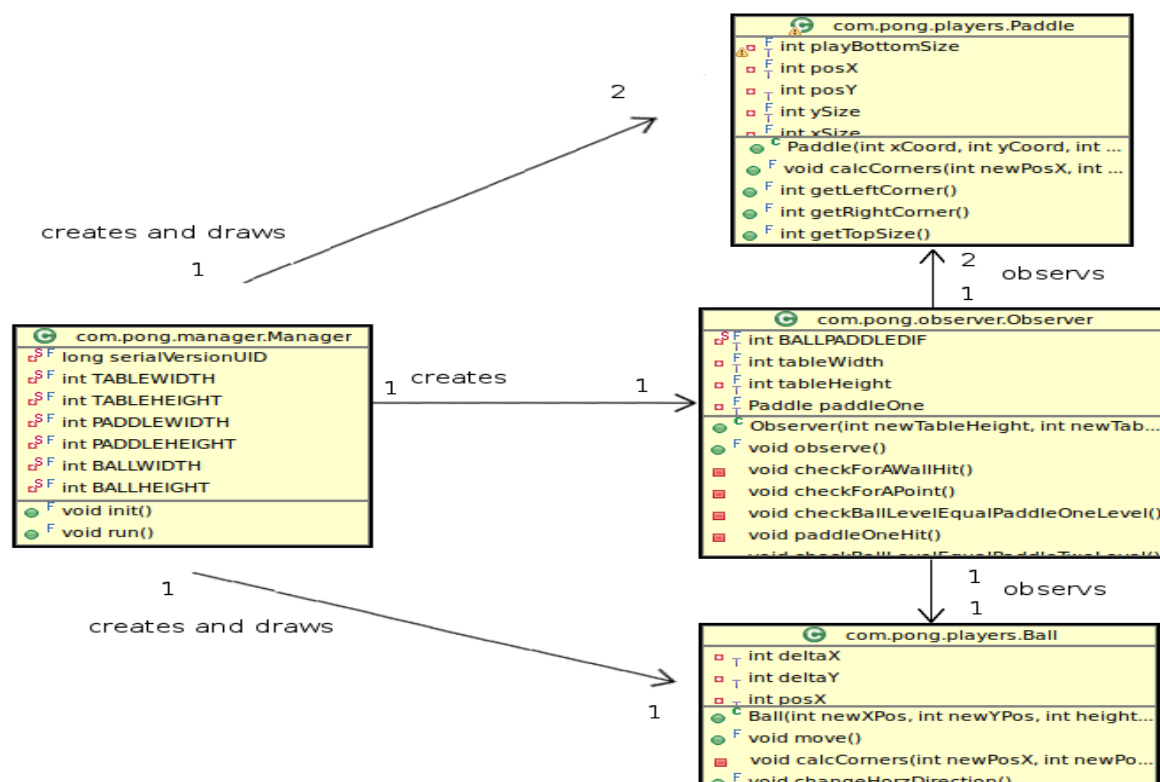 com.pong.players.Paddle
int playBottomSize
int posX
int posY
int ySize
int xSize
Paddle(int xCoord, int yCoord, int ...
void calcCorners(int newPosX, int ...
int getLeftCorner()
int getRightCorner()
int getTopSize()
2
creates and draws
1
2
observs
1
com.pong.manager.Manager
long serialVersionUID
int TABLEWIDTH
int TABLEHEIGHT
int PADDLEWIDTH
int PADDLEHEIGHT
int BALLWIDTH
int BALLHEIGHT
void init()
void run()
1 creates 1
com.pong.observer.Observer
int BALLPADDLEDIF
int tableWidth
int tableHeight
Paddle paddleOne
Observer(int newTableHeight, int newTab...
void observe()
void checkForAWallHit()
void checkForAPoint()
void checkBallLevelEqualPaddleOneLevel()
void paddleOneHit()
void checkBallLevelEqualPaddleTwoLevel()
1
creates and draws
1
1
observs
1
com.pong.players.Ball
int deltaX
int deltaY
int posX
Ball(int newXPos, int newYPos, int height...
void move()
void calcCorners(int newPosX, int newPo...
void changeHorzDirection()